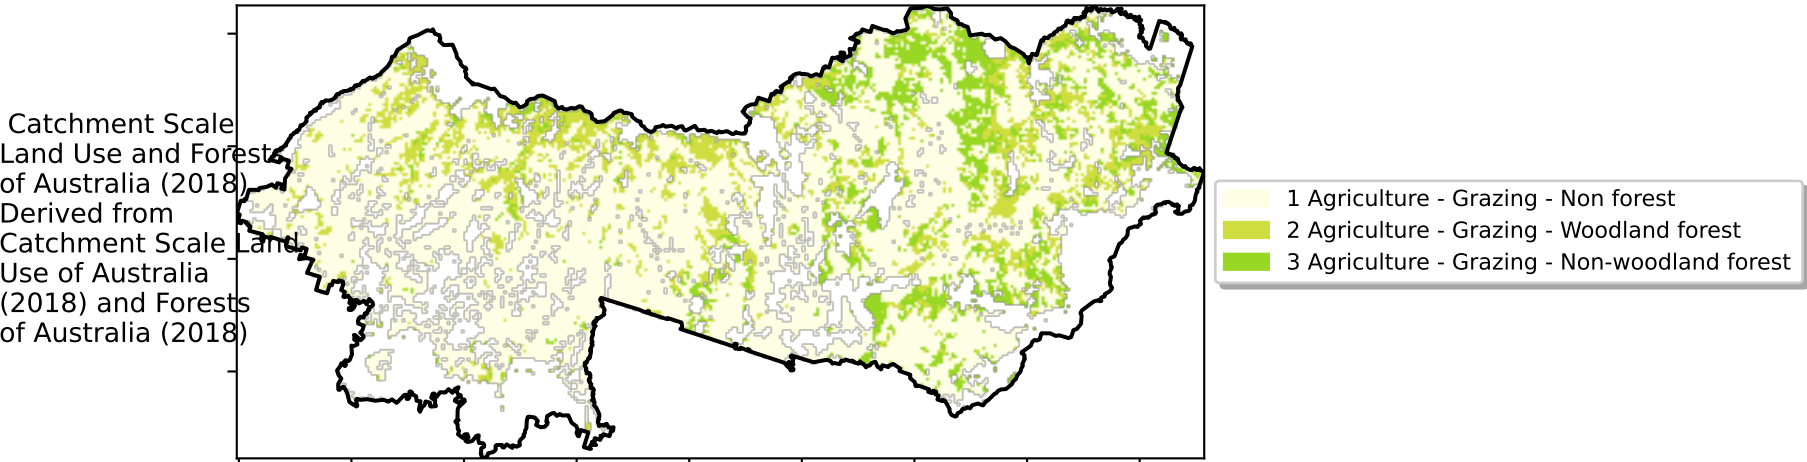 Catchment Scale
Land Use and Forests
of Australia (2018)
Derived from
Catchment Scale Land
Use of Australia
(2018) and Forests
of Australia (2018)
1 Agriculture - Grazing - Non forest
2 Agriculture - Grazing - Woodland forest
3 Agriculture - Grazing - Non-woodland forest